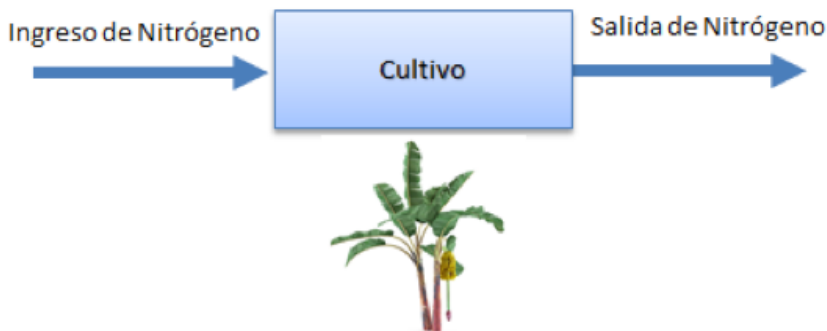 Ingreso de Nitrógeno
Cultivo
Salida de Nitrógeno